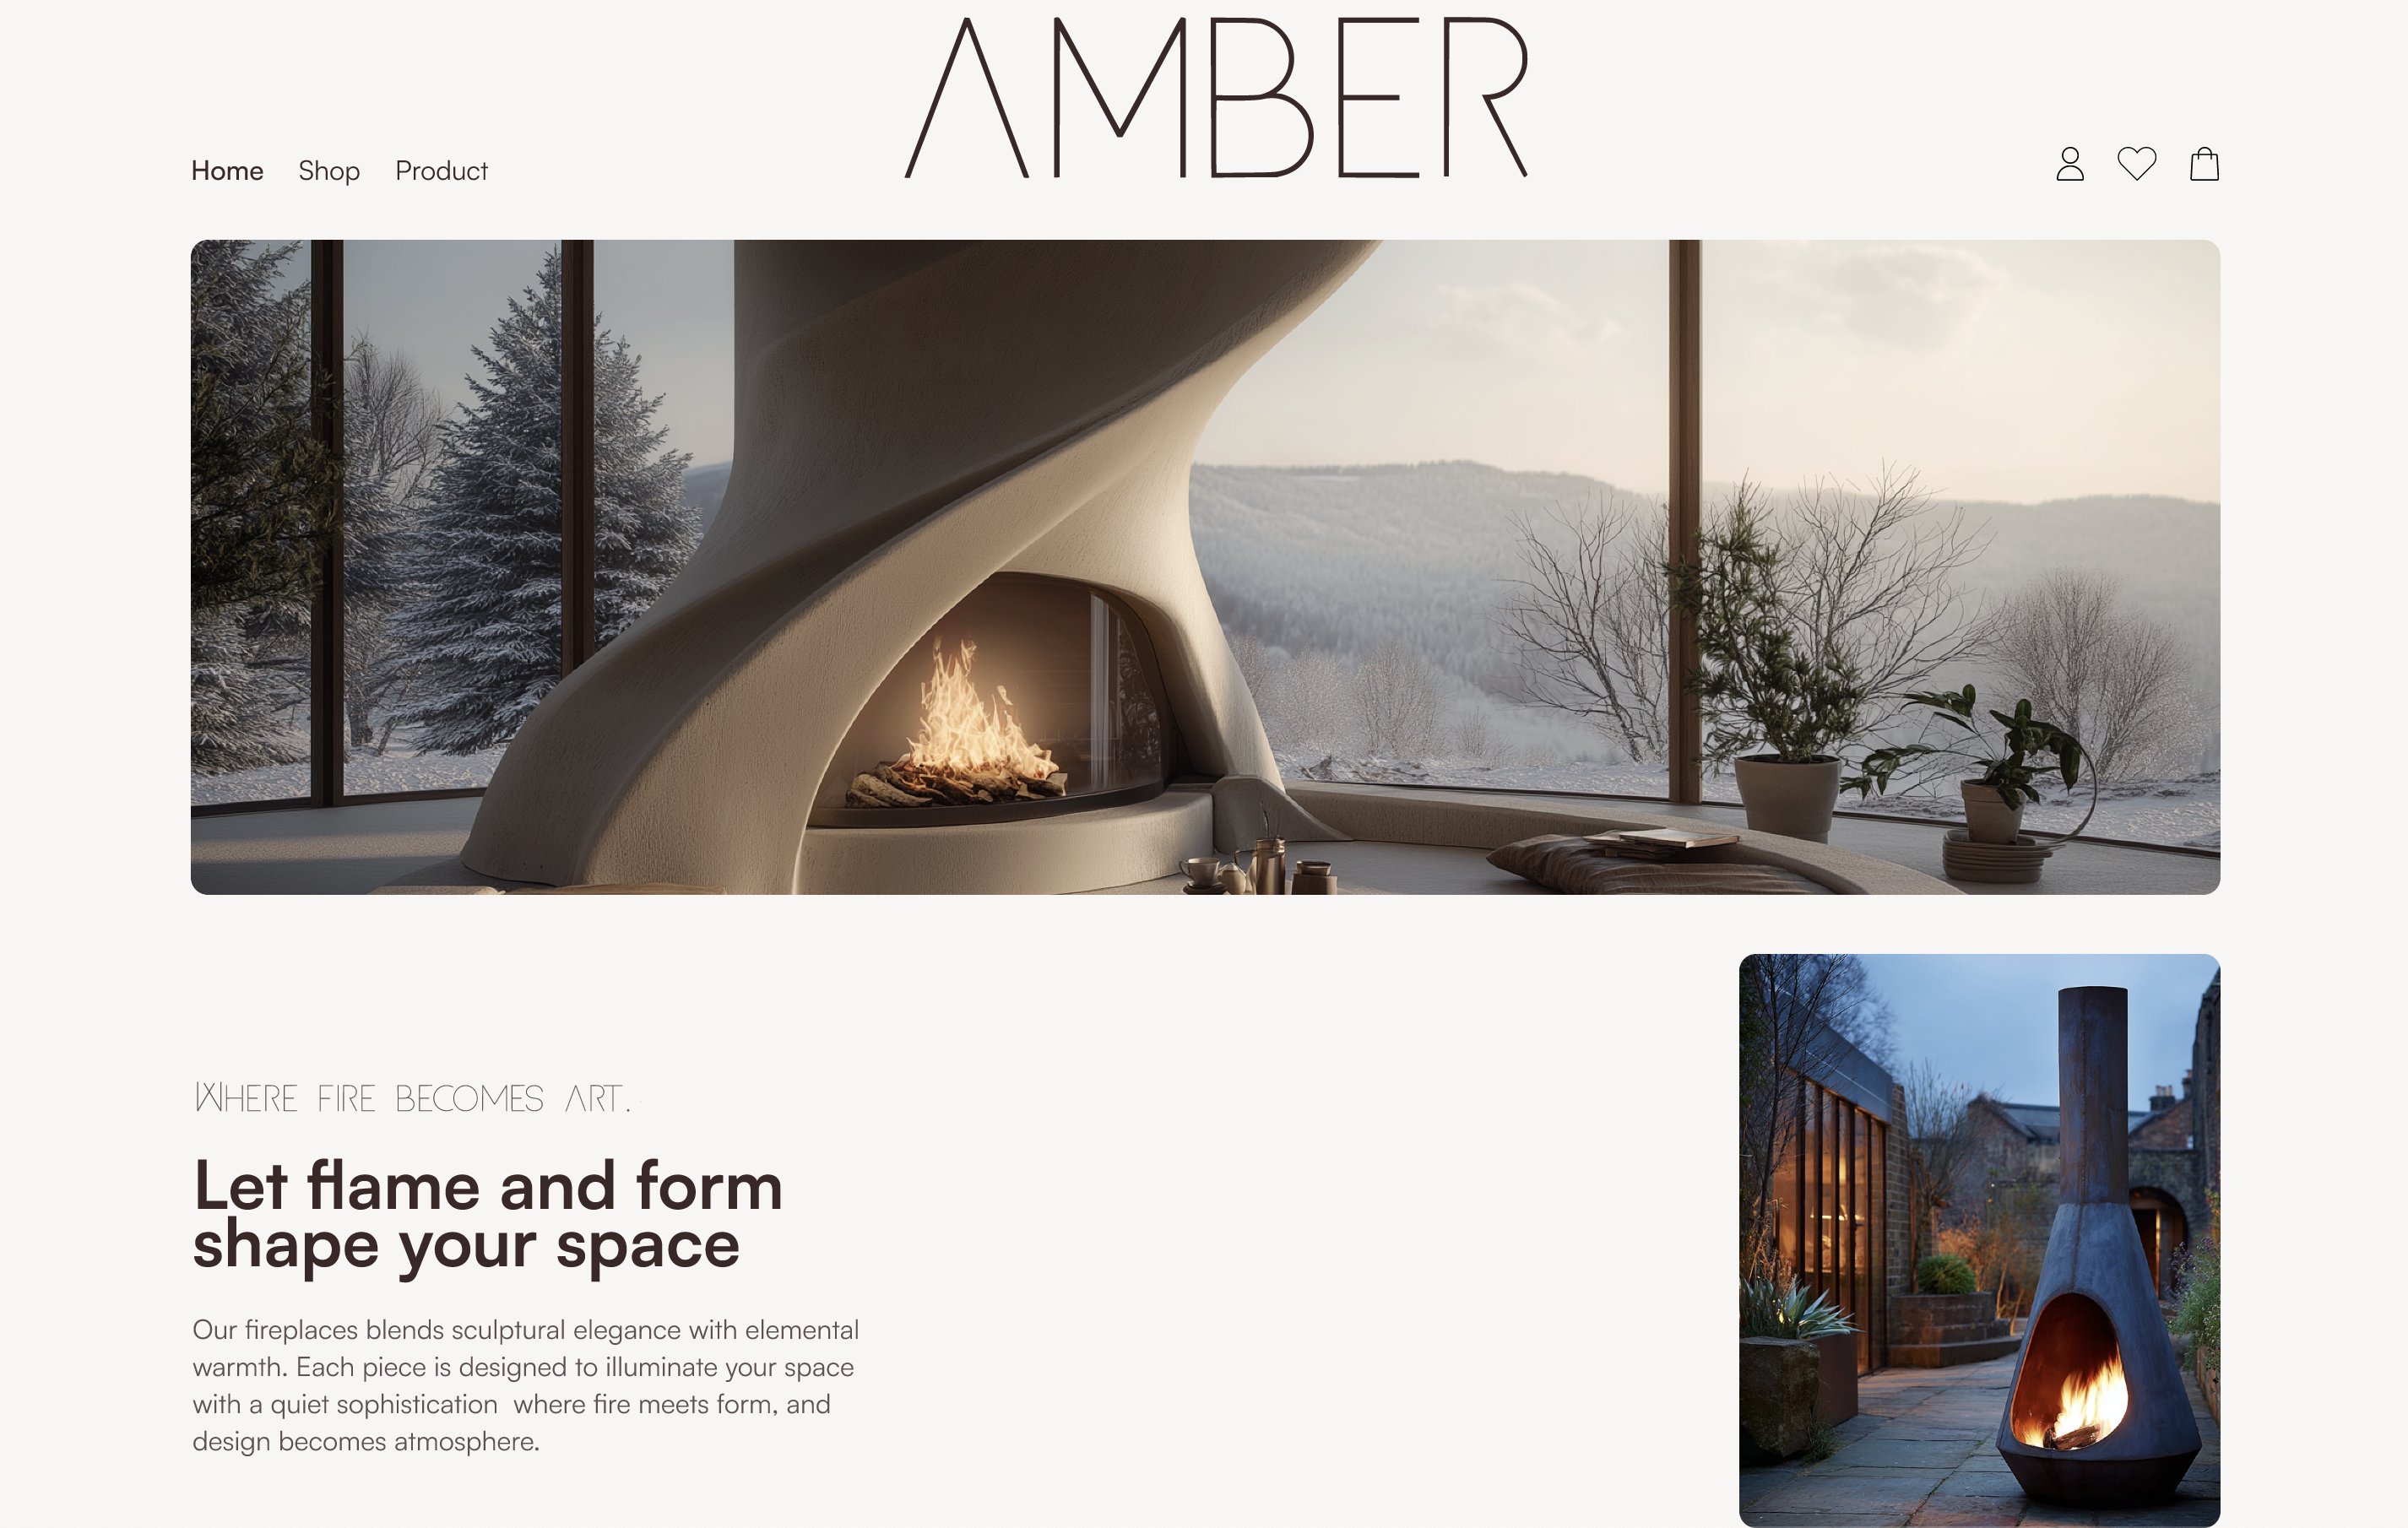 AMBER
Home Shop Product
WHERE FIRE BECOMES ART.
Let flame and form
shape your space
Our fireplaces blends sculptural elegance with elemental
warmth. Each piece is designed to illuminate your space
with a quiet sophistication  where fire meets form, and
design becomes atmosphere.